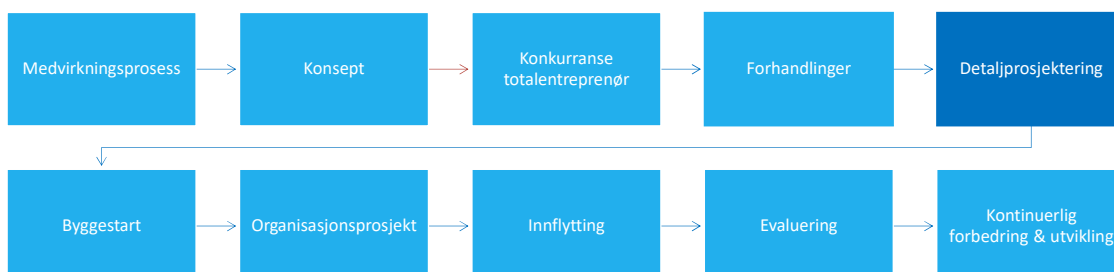 Medvirkningsprosess
Konsept
Konkurranse
totalentreprenør
Forhandlinger
Detaljprosjektering
Byggestart
Organisasjonsprosjekt
Innflytting
Evaluering
Kontinuerlig
forbedring & utvikling